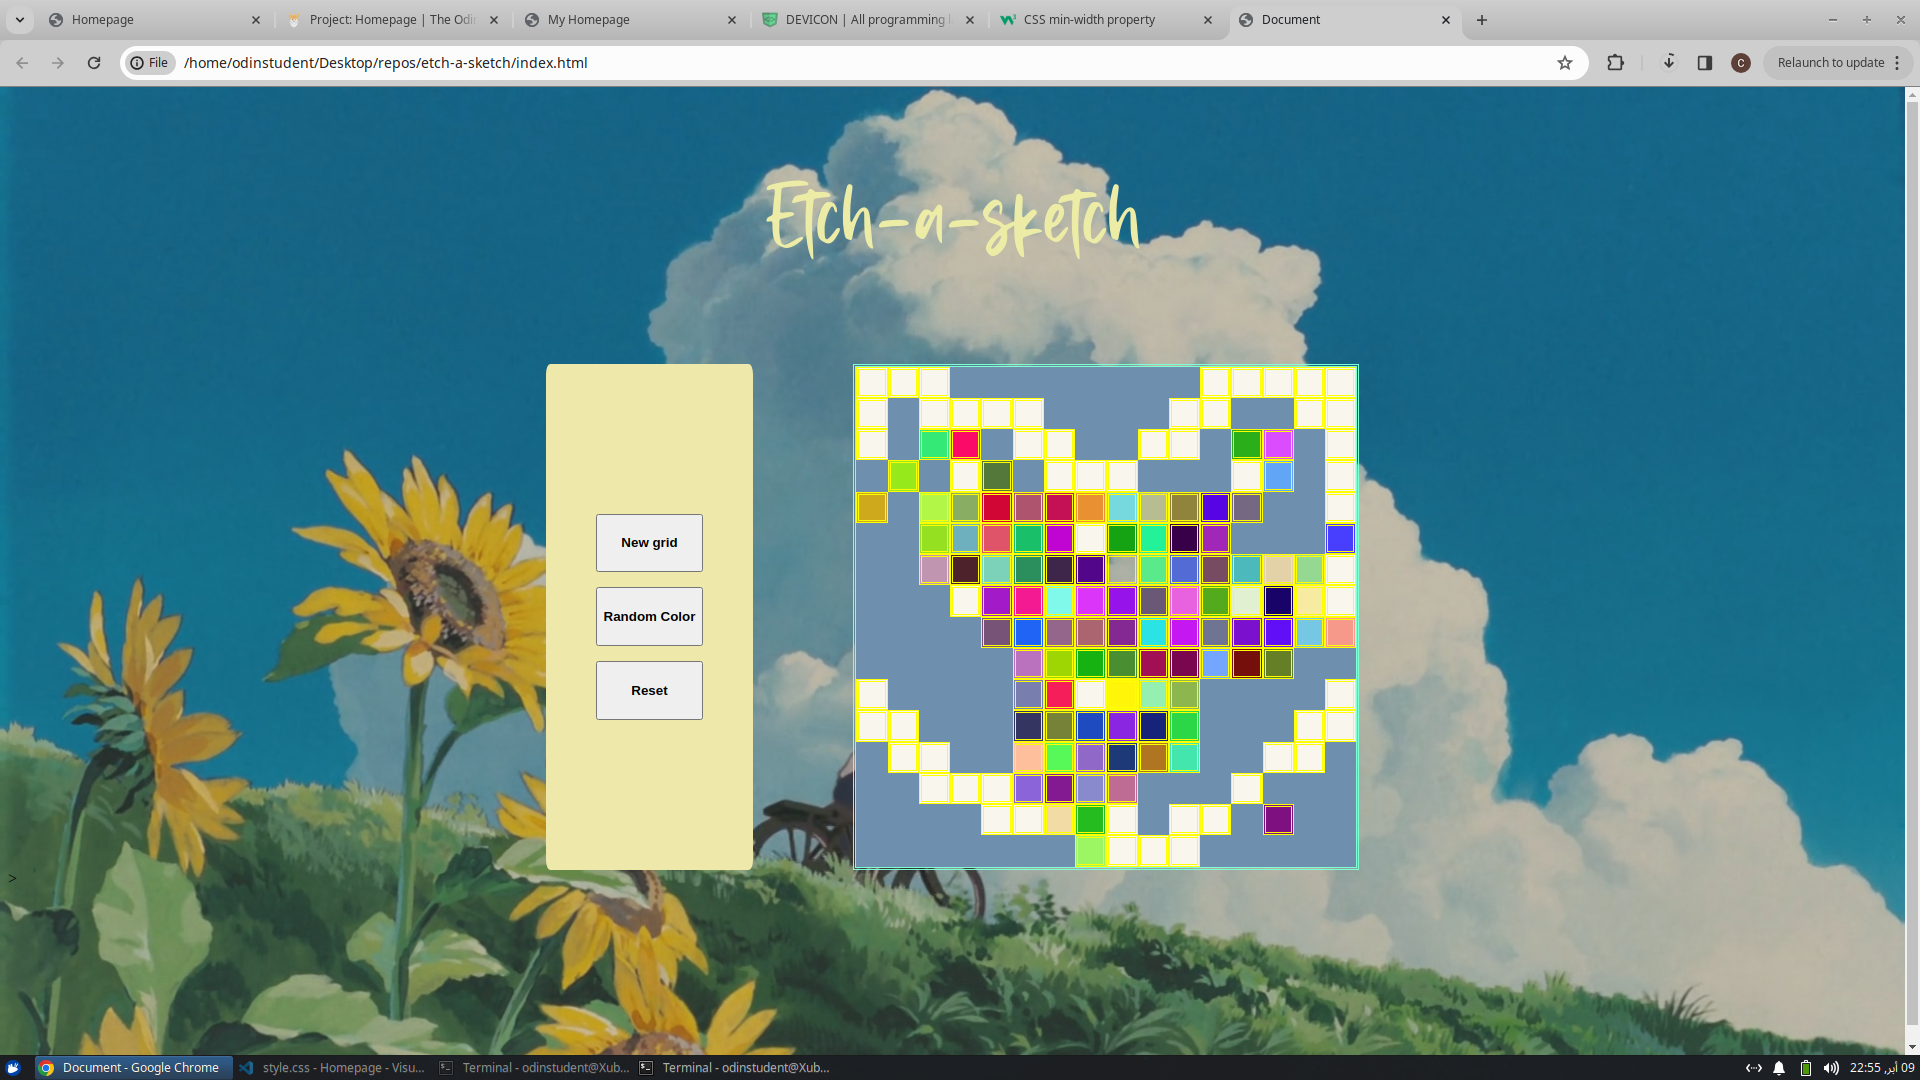 Homepage
Project: Homepage | The Odin
My Homepage
DEVICON | All programming la
CSS min-width property
Document
File
/home/odinstudent/Desktop/repos/etch-a-sketch/index.html
C
Relaunch to update
Etch-a-sketch
New grid
Random Color
Reset
>
Document - Google Chrome
style.css - Homepage - Visu...
Terminal - odinstudent@Xub...
Terminal - odinstudent@Xub...
09 أبر, 22:55